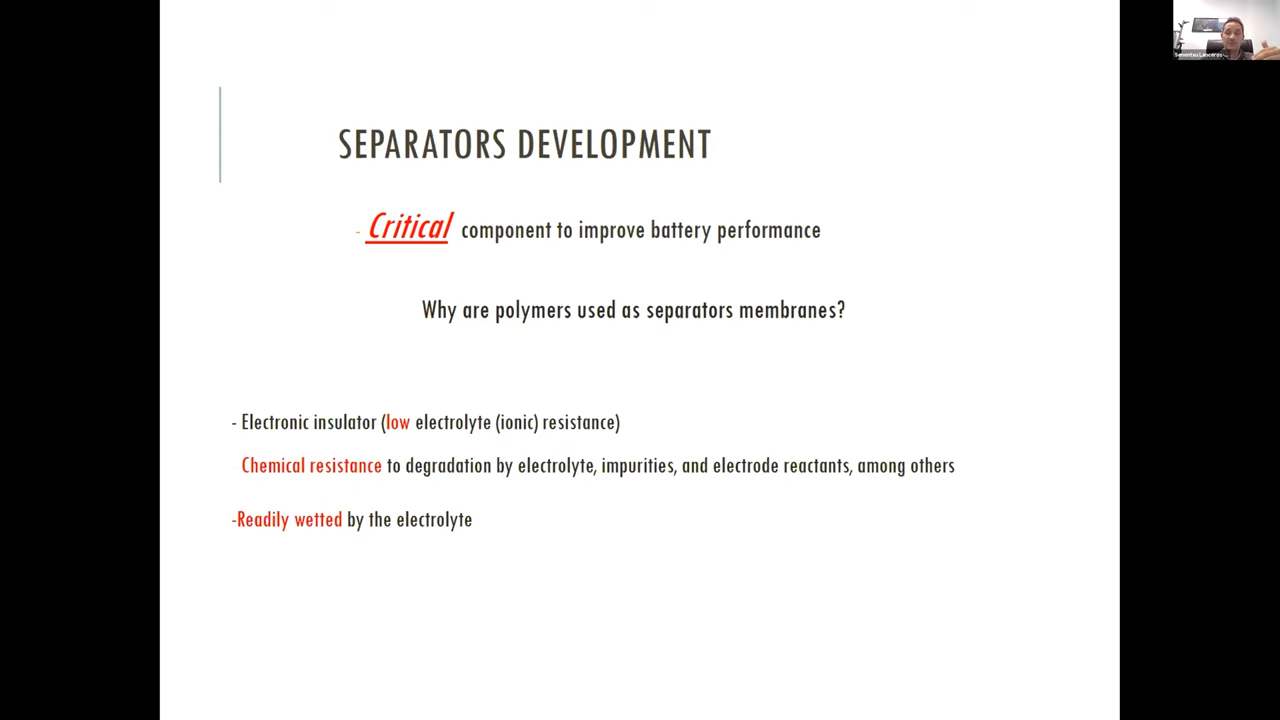 SEPARATORS DEVELOPMENT
- Critical component to improve battery performance
Why are polymers used as separators membranes?
- Electronic insulator (low electrolyte (ionic) resistance)
Chemical resistance to degradation by electrolyte, impurities, and electrode reactants, among others
-Readily wetted by the electrolyte